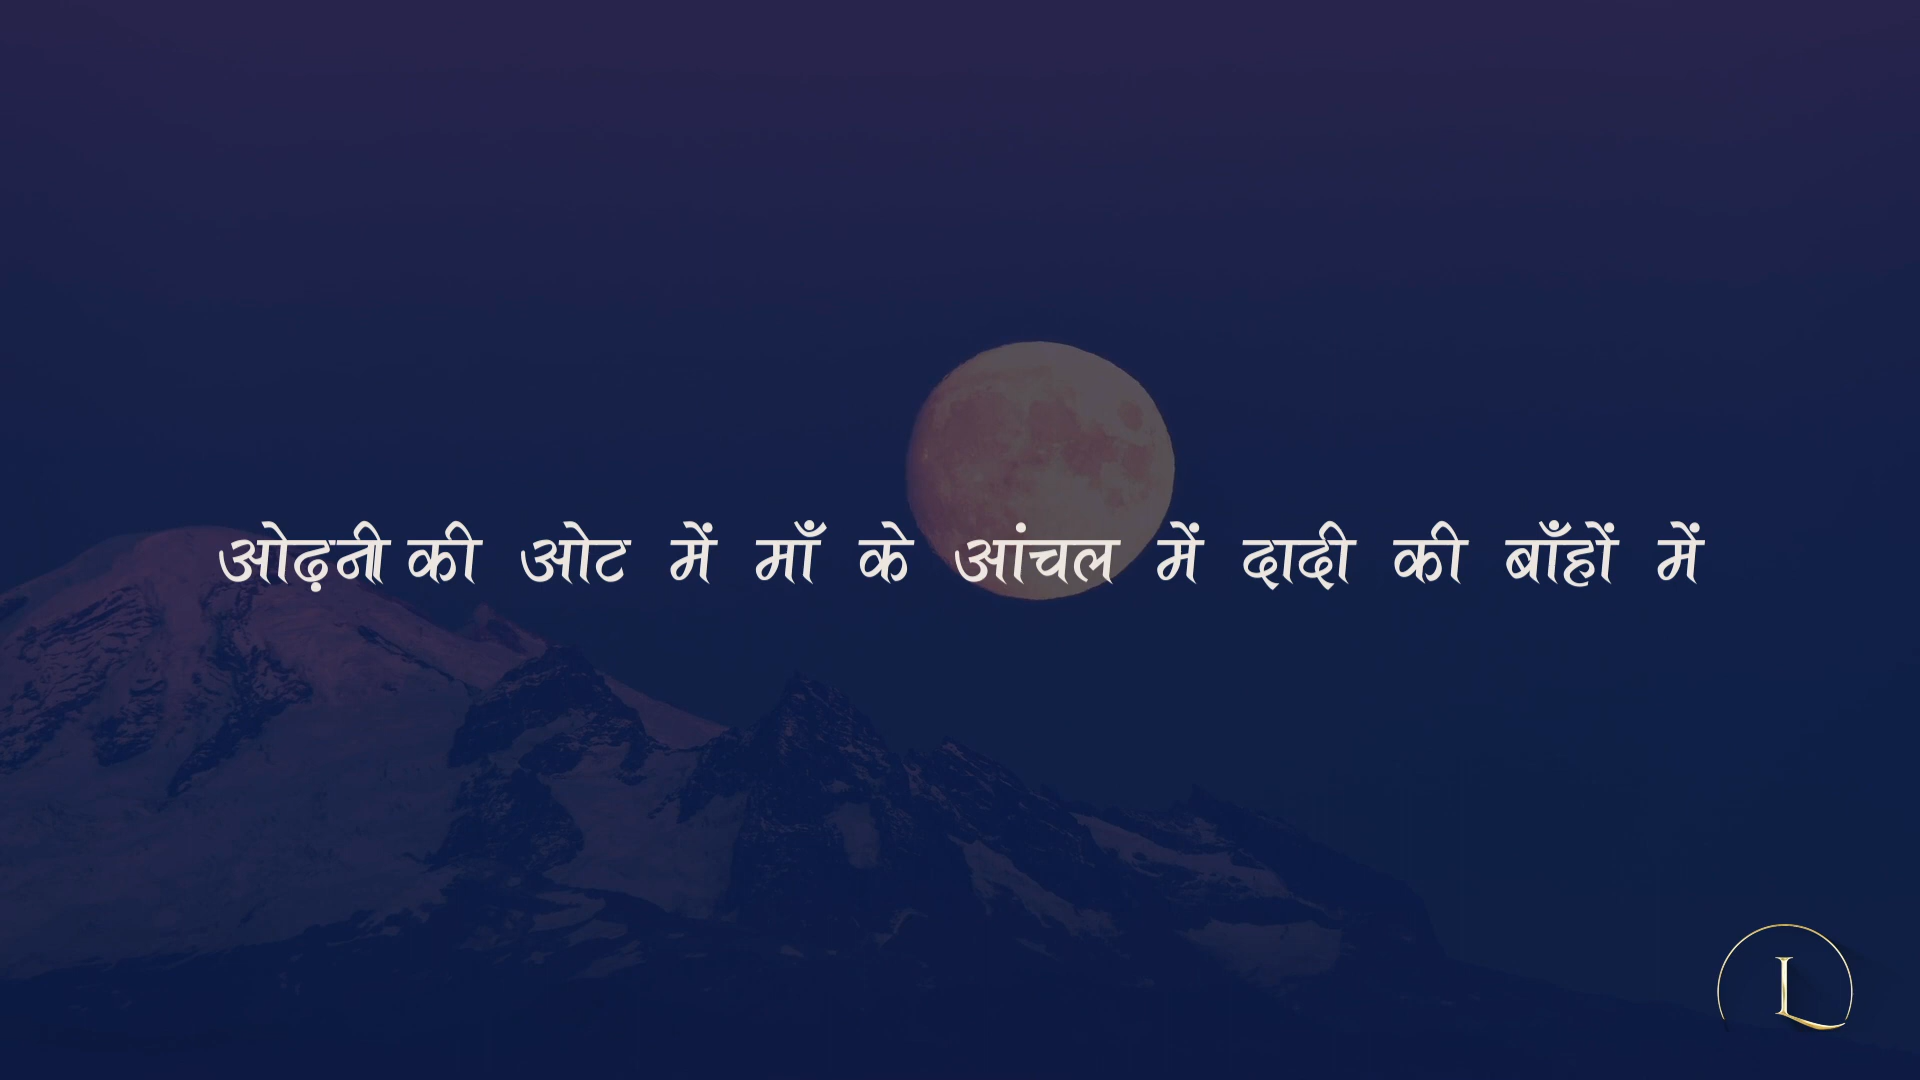 ओढ़नी की ओट में माँ के आंचल में दादी की बाँहों में
L